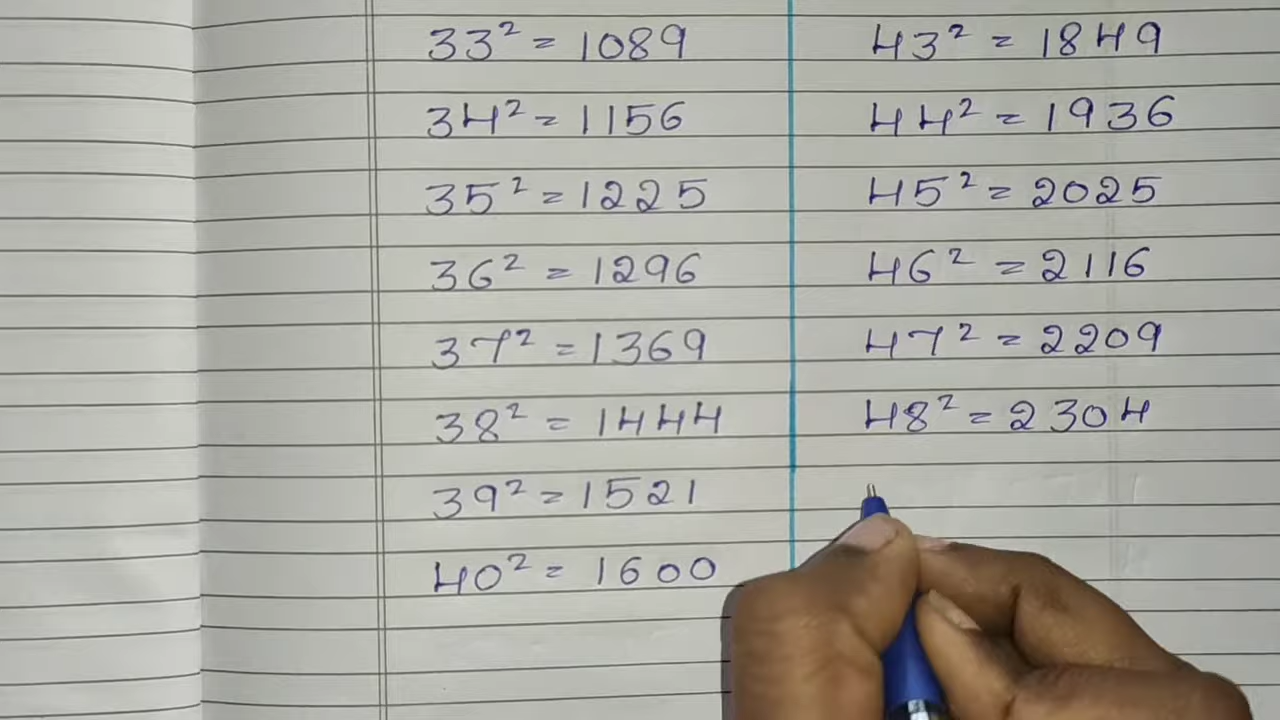 33² = 1089
34² = 1156
35² = 1225
36² = 1296
37² = 1369
38² = 1444
39² = 1521
40² = 1600
43² = 1849
44² = 1936
45² = 2025
46² = 2116
47² = 2209
48² = 2304